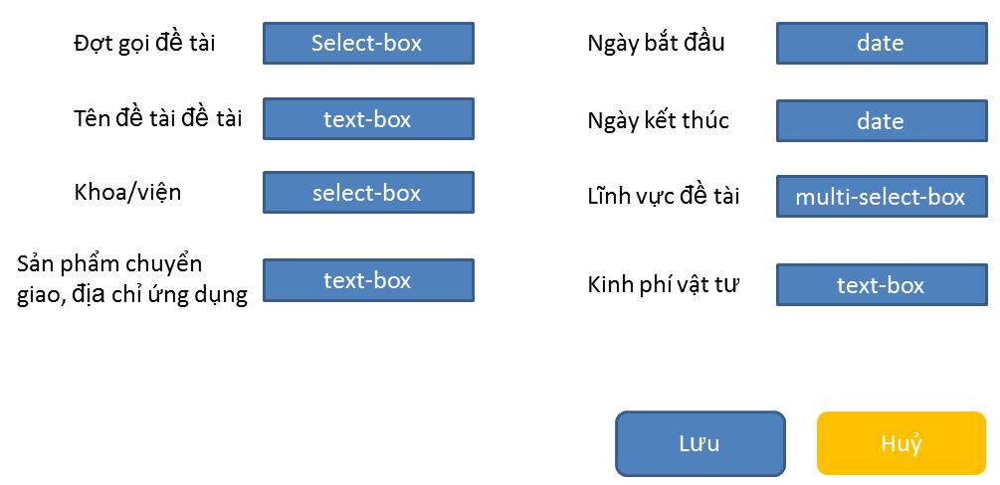 Đợt gọi đề tài
Select-box
Ngày bắt đầu
date
Tên đề tài đề tài
text-box
Ngày kết thúc
date
Khoa/viện
select-box
Lĩnh vực đề tài
multi-select-box
Sản phẩm chuyển
giao, địa chỉ ứng dụng
text-box
Kinh phí vật tư
text-box
Lưu
Huỷ